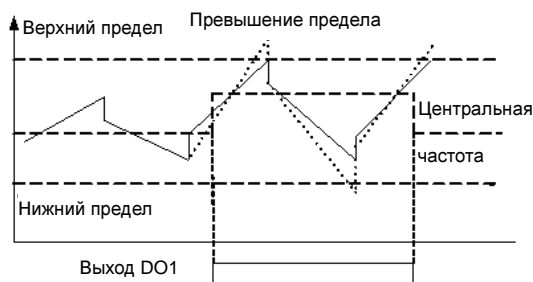 Превышение предела
Верхний предел
Центральная
частота
Нижний предел
Выход DO1